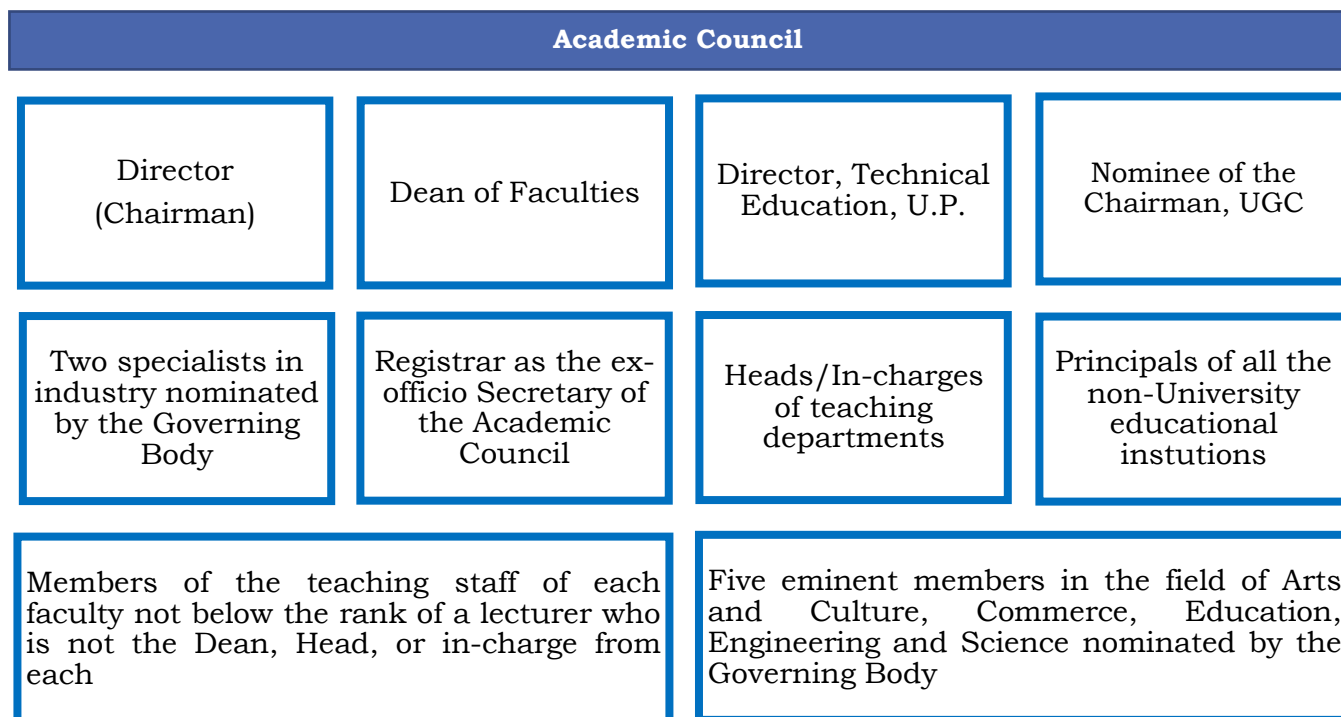 Academic Council
Director
(Chairman)
Dean of Faculties
Director, Technical
Education, U.P.
Nominee of the
Chairman, UGC
Two specialists in
industry nominated
by the Governing
Body
Registrar as the ex-
officio Secretary of
the Academic
Council
Heads/In-charges
of teaching
departments
Principals of all the
non-University
educational
instutions
Members of the teaching staff of each
faculty not below the rank of a lecturer who
is not the Dean, Head, or in-charge from
each
Five eminent members in the field of Arts
and Culture, Commerce, Education,
Engineering and Science nominated by the
Governing Body